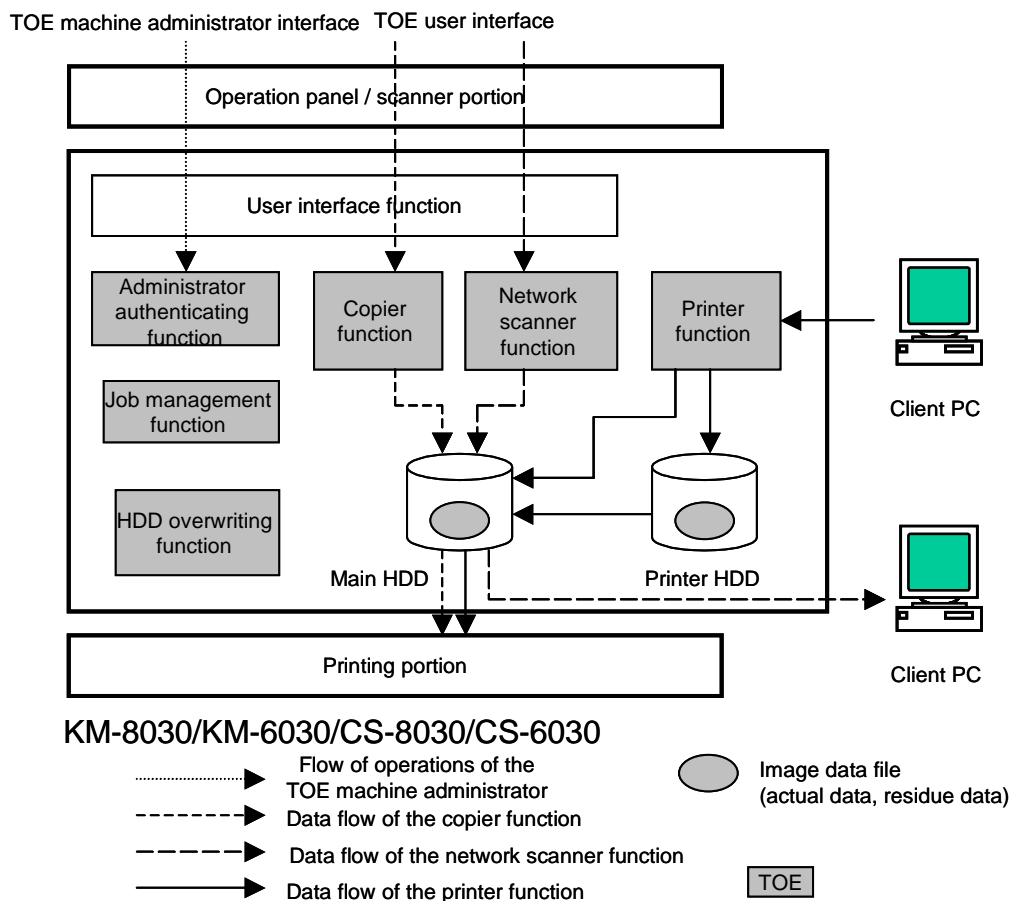 TOE machine administrator interface
TOE user interface
Operation panel / scanner portion
User interface function
Administrator
authenticating
function
Copier
function
Network
scanner
function
Printer
function
Client PC
Job management
function
HDD overwriting
function
Main HDD
Printer HDD
Client PC
Printing portion
KM-8030/KM-6030/CS-8030/CS-6030
Flow of operations of the
TOE machine administrator
Data flow of the copier function
Data flow of the network scanner function
Data flow of the printer function
Image data file
(actual data, residue data)
TOE